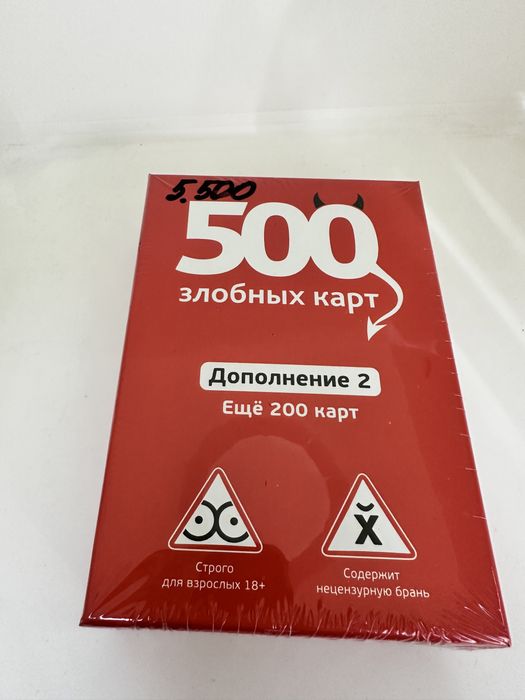 5.500
500
злобных карт
Дополнение 2
Ещё 200 карт
Строго
для взрослых 18+
Х̆
Содержит
нецензурную брань